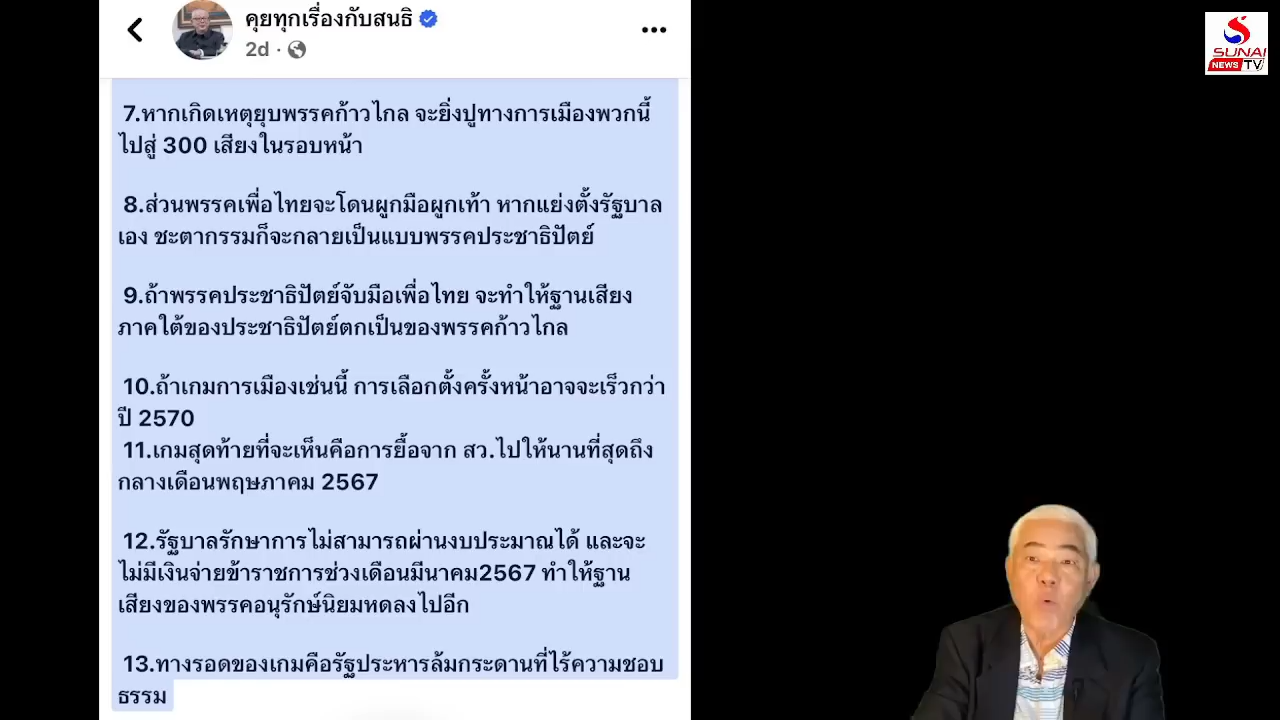 คุยทุกเรื่องกับสนธิ
2d
SUNAI
NEWS TV
7.หากเกิดเหตุยุบพรรคก้าวไกล จะยิ่งปูทางการเมืองพวกนี้
ไปสู่ 300 เสียงในรอบหน้า
8.ส่วนพรรคเพื่อไทยจะโดนผูกมือผูกเท้า หากแย่งตั้งรัฐบาล
เอง ชะตากรรมก็จะกลายเป็นแบบพรรคประชาธิปัตย์
9.ถ้าพรรคประชาธิปัตย์จับมือเพื่อไทย จะทำให้ฐานเสียง
ภาคใต้ของประชาธิปัตย์ตกเป็นของพรรคก้าวไกล
10.ถ้าเกมการเมืองเช่นนี้ การเลือกตั้งครั้งหน้าอาจจะเร็วกว่า
ปี 2570
11.เกมสุดท้ายที่จะเห็นคือการยื้อจาก สว.ไปให้นานที่สุดถึง
กลางเดือนพฤษภาคม 2567
12.รัฐบาลรักษาการไม่สามารถผ่านงบประมาณได้ และจะ
ไม่มีเงินจ่ายข้าราชการช่วงเดือนมีนาคม2567 ทำให้ฐาน
เสียงของพรรคอนุรักษ์นิยมหดลงไปอีก
13.ทางรอดของเกมคือรัฐประหารล้มกระดานที่ไร้ความชอบ
ธรรม